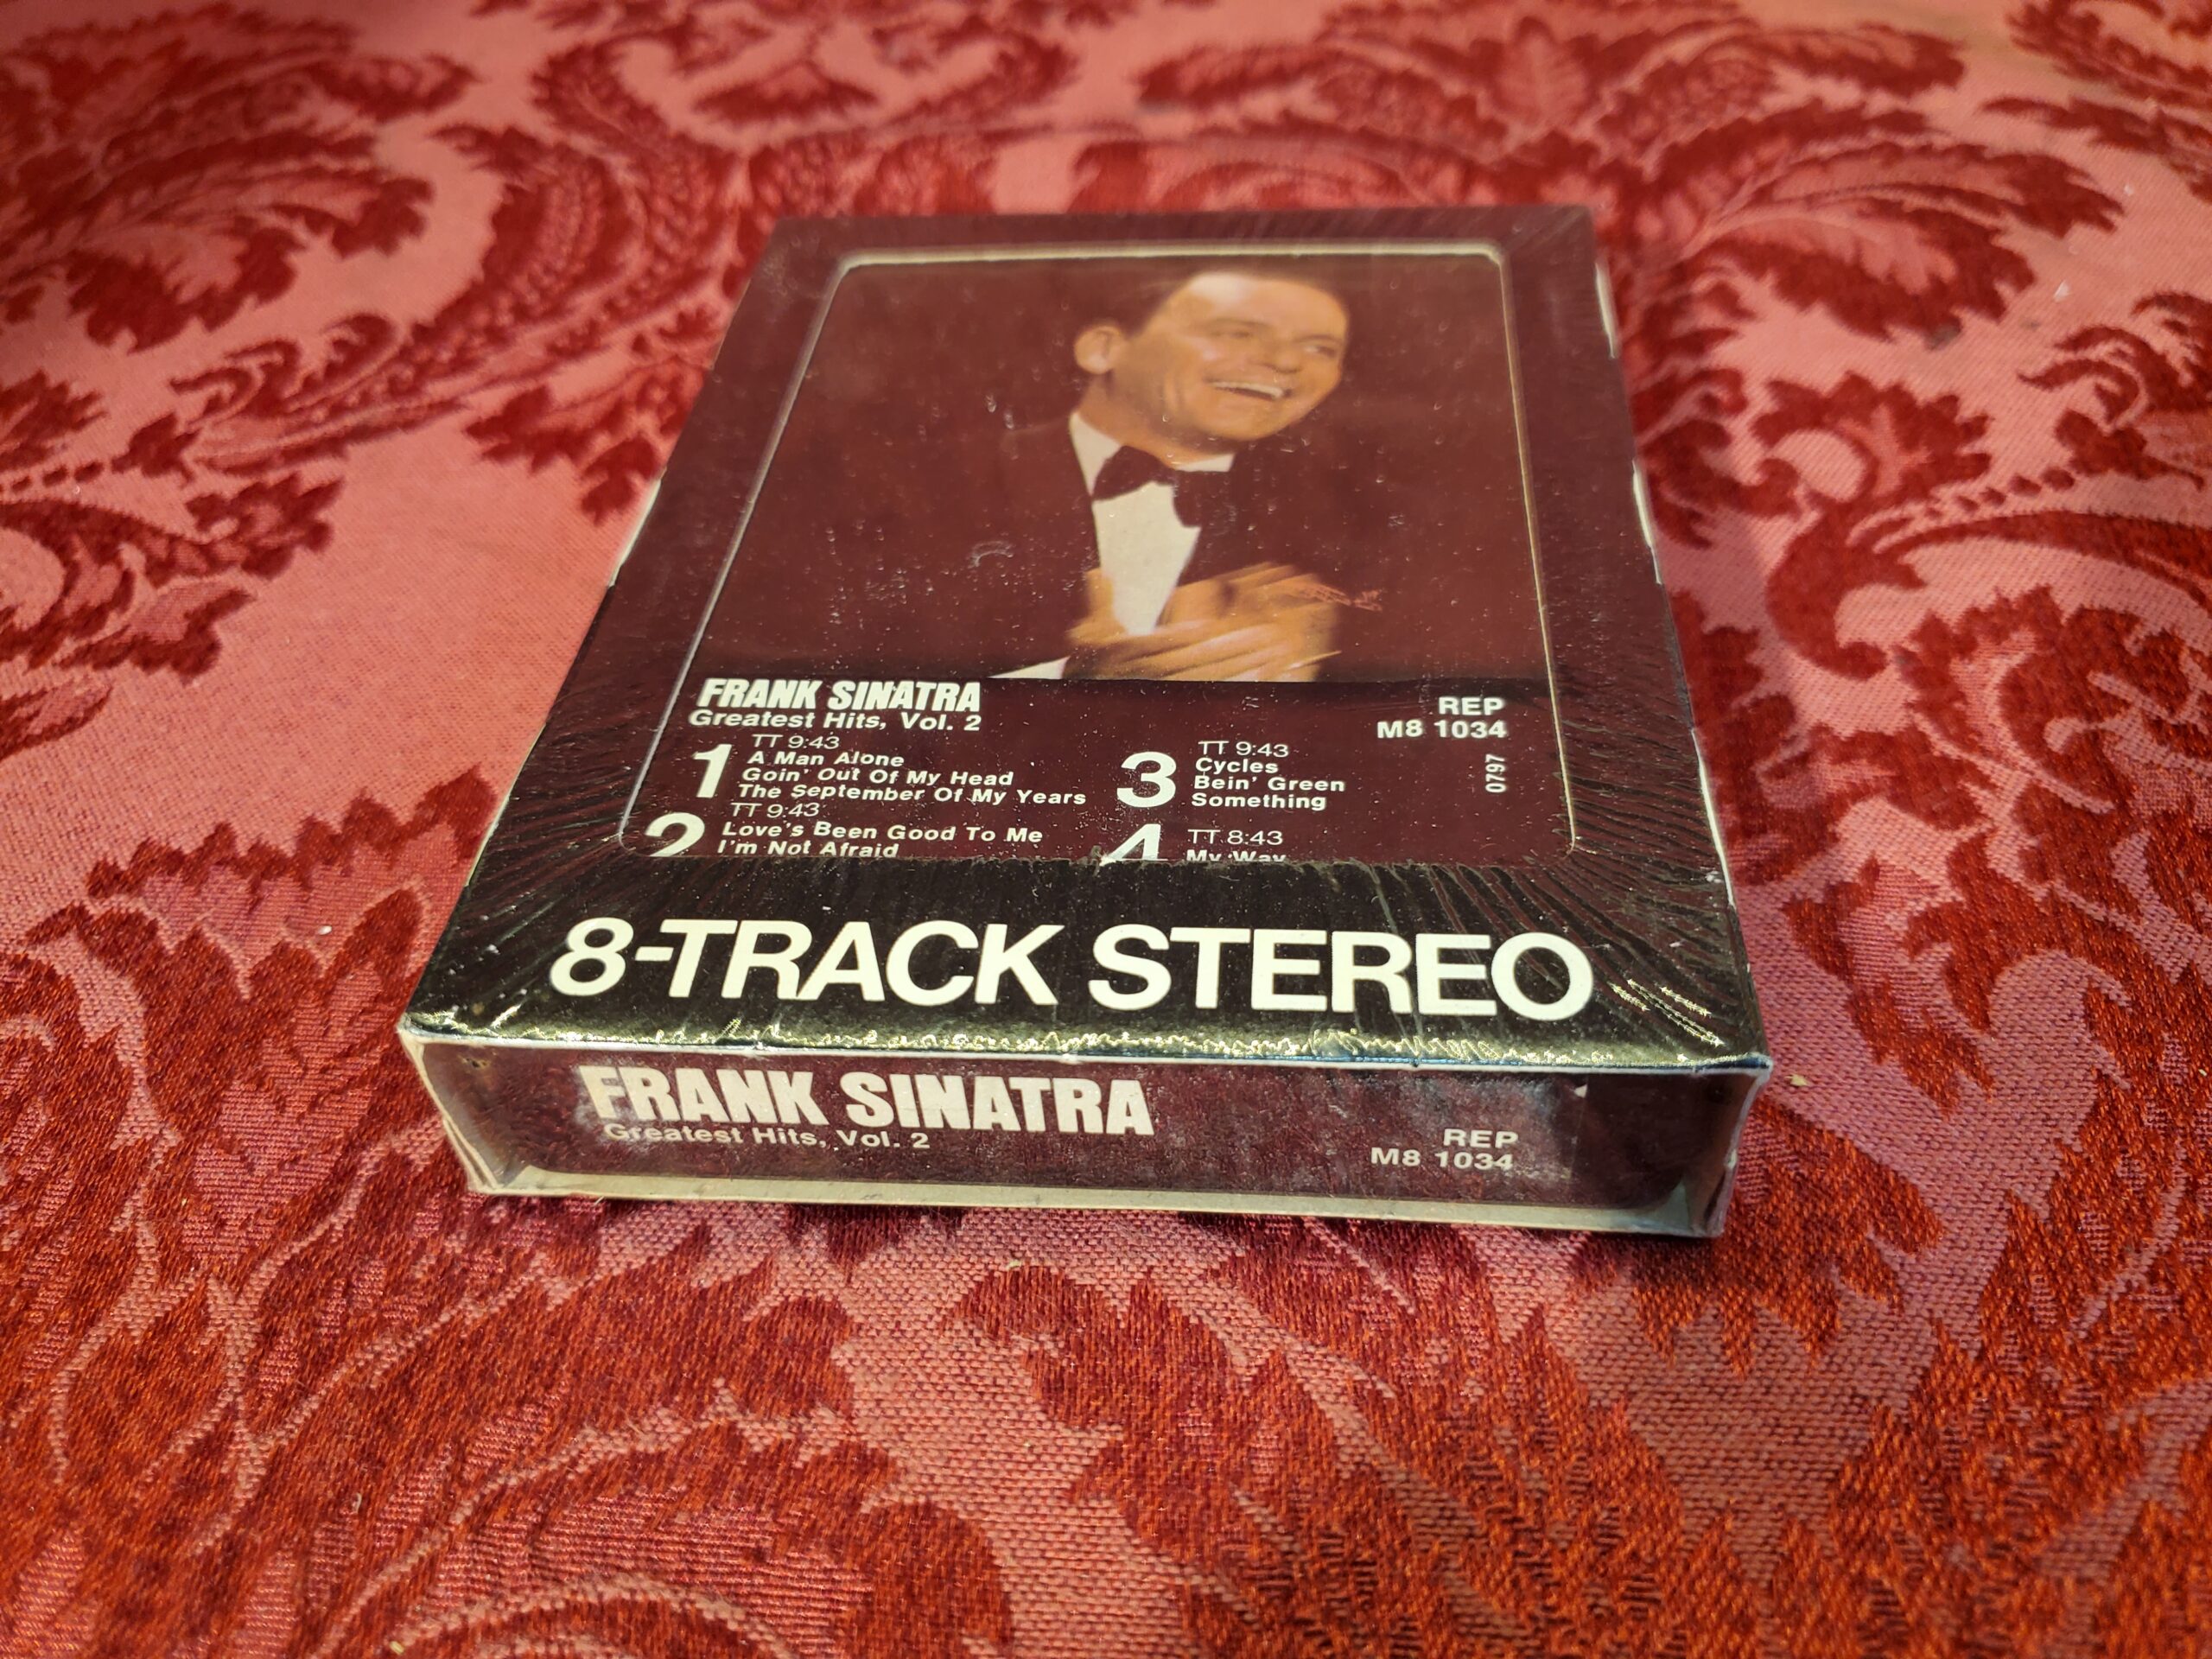 FRANK SINATRA
Greatest Hits, Vol. 2
REP
M8 1034
0797
1
TT 9:43
A Man Alone
Goin' Out Of My Head
The September Of My Years
2
TT 9:43
Love's Been Good To Me
I'm Not Afraid
3
TT 9:43
Cycles
Bein' Green
Something
4
TT 8:43
My Way
8-TRACK STEREO
FRANK SINATRA
Greatest Hits, Vol. 2
REP
M8 1034